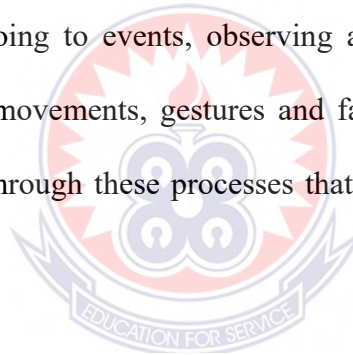 oing to events, observing a
movements, gestures and fa
hrough these processes that
EDUCATION FOR SERVICE